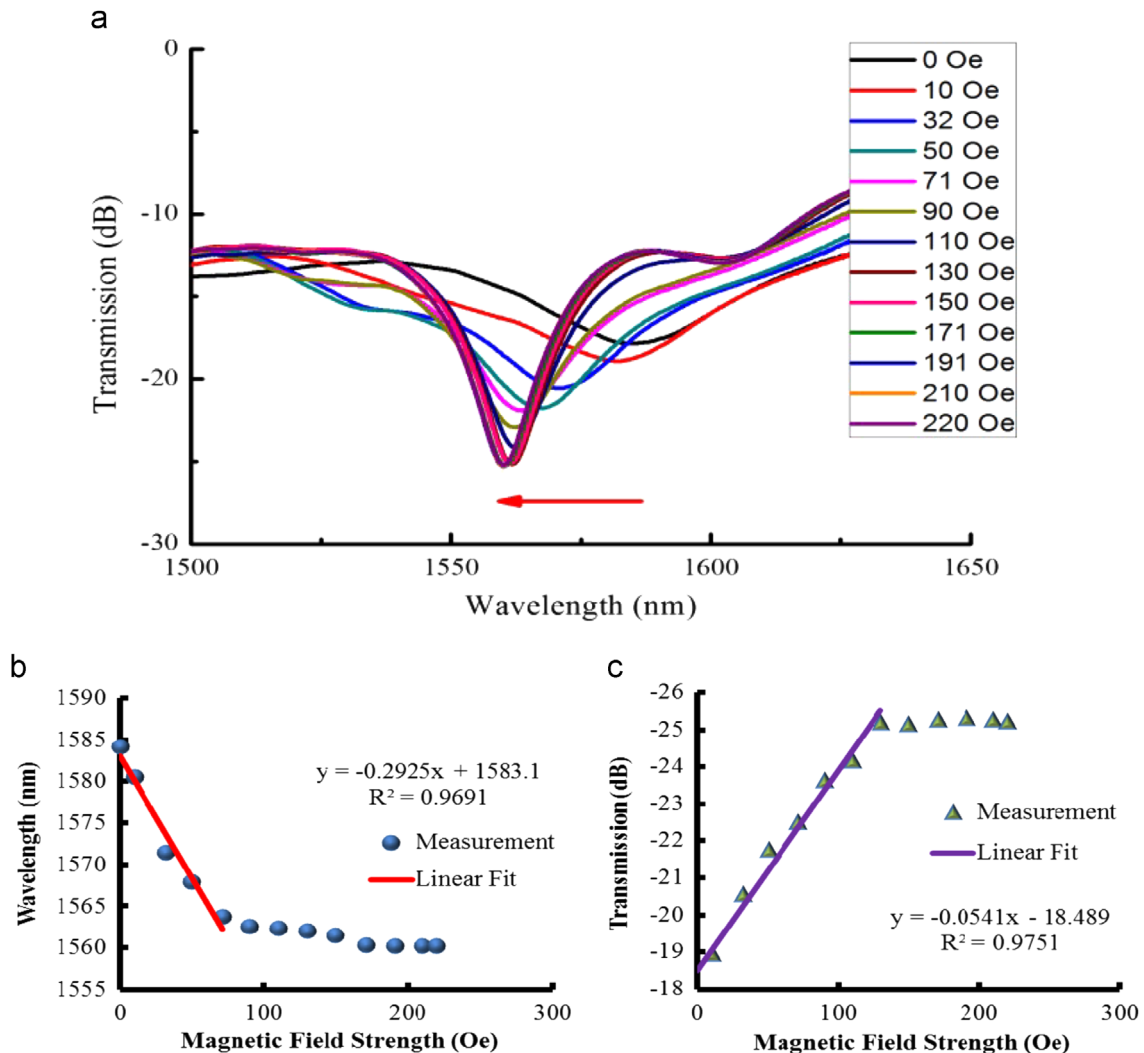 a
0
-10
-20
-30
Transmission (dB)
1500
1550
1600
1650
Wavelength (nm)
0 Oe
10 Oe
32 Oe
50 Oe
71 Oe
90 Oe
110 Oe
130 Oe
150 Oe
171 Oe
191 Oe
210 Oe
220 Oe
b
1590
1585
1580
1575
1570
1565
1560
1555
Wavelength (nm)
0
100
200
300
Magnetic Field Strength (Oe)
y = -0.2925x + 1583.1
R² = 0.9691
Measurement
Linear Fit
c
-26
-25
-24
-23
-22
-21
-20
-19
-18
Transmission (dB)
0
100
200
300
Magnetic Field Strength (Oe)
Measurement
Linear Fit
y = -0.0541x - 18.489
R² = 0.9751